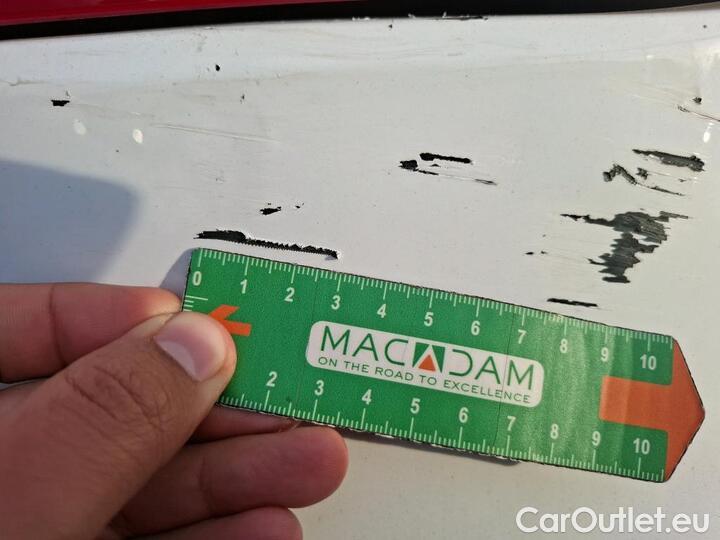 0 1 2 3 4 5 6 7 8 9 10
MACADAM
ON THE ROAD TO EXCELLENCE
2 3 4 5 6 7 8 9 10
CarOutlet.eu